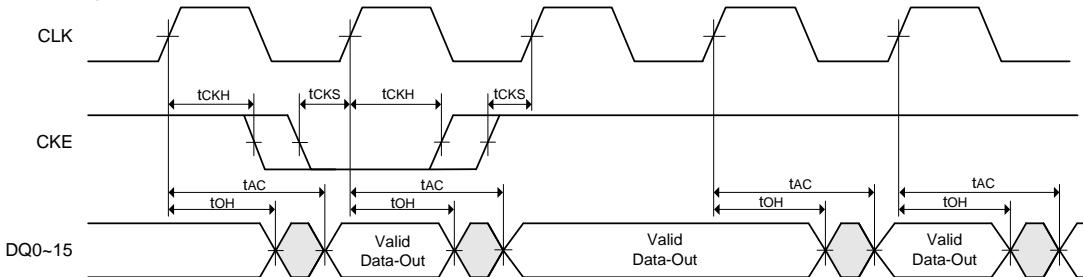 CLK
tCKH
tCKS
tCKH
tCKS
CKE
tAC
tOH
tAC
tOH
tAC
tOH
tAC
tOH
DQ0~15
Valid
Data-Out
Valid
Data-Out
Valid
Data-Out